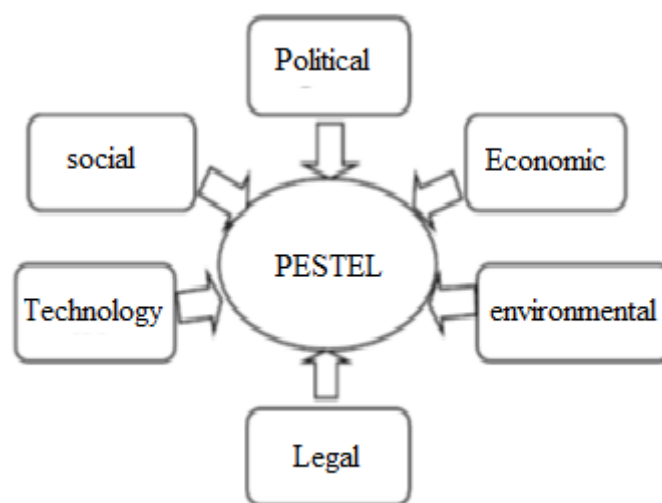 Political
social
Economic
PESTEL
Technology
environmental
Legal